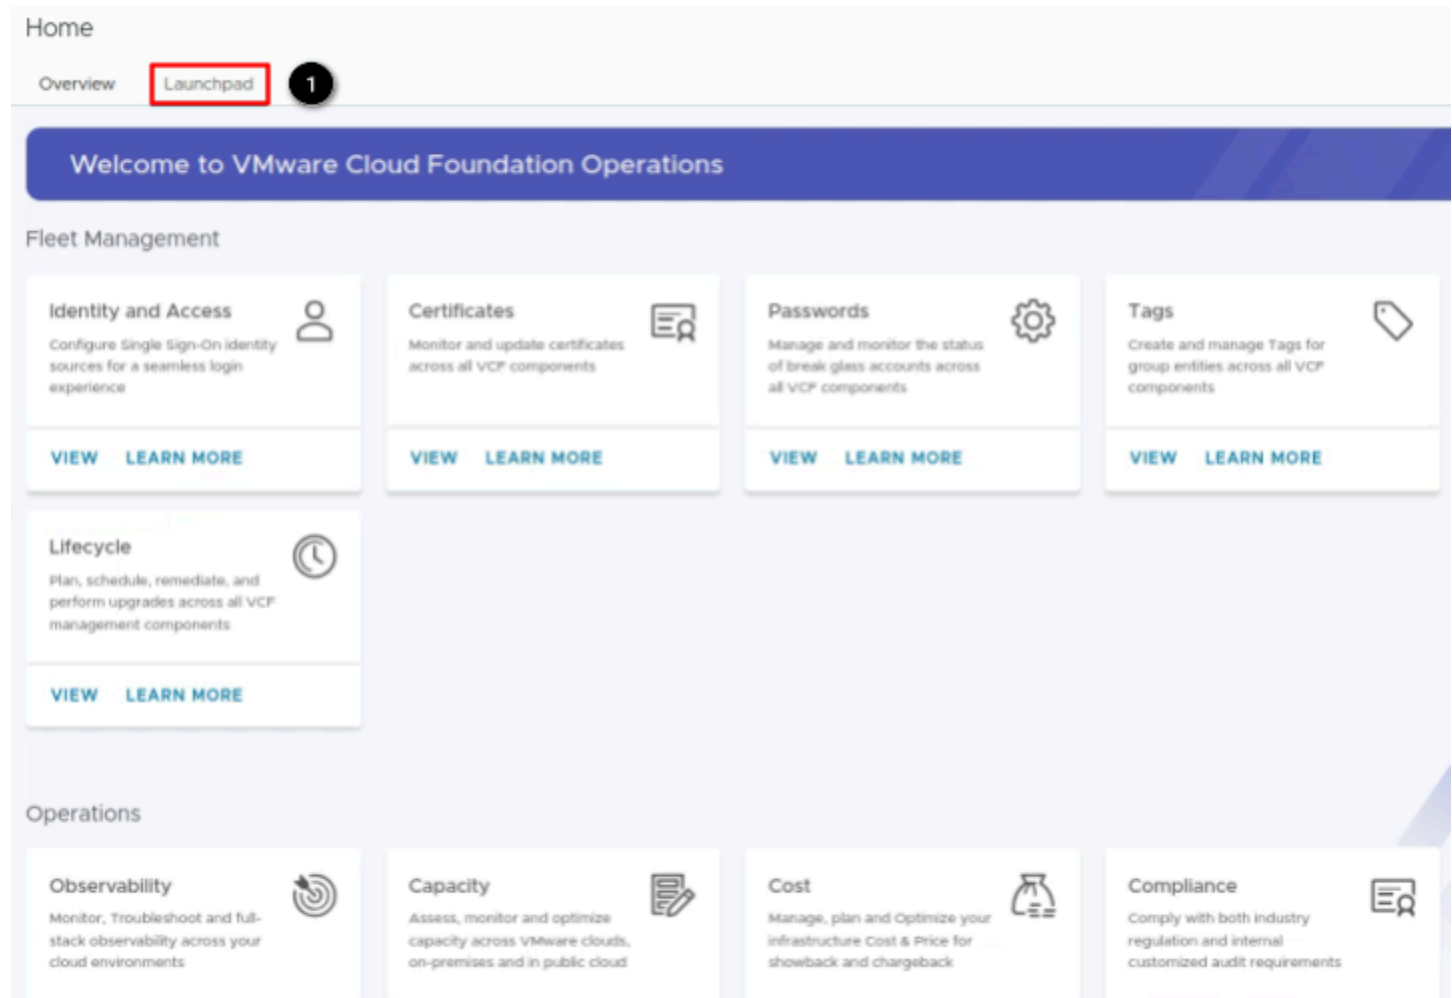 Home
Overview Launchpad 1
Welcome to VMware Cloud Foundation Operations
Fleet Management
Identity and Access
Configure Single Sign-On identity
sources for a seamless login
experience
VIEW LEARN MORE
Certificates
Monitor and update certificates
across all VCF components
VIEW LEARN MORE
Passwords
Manage and monitor the status
of break glass accounts across
all VCF components
VIEW LEARN MORE
Tags
Create and manage Tags for
group entities across all VCF
components
VIEW LEARN MORE
Lifecycle
Plan, schedule, remediate, and
perform upgrades across all VCF
management components
VIEW LEARN MORE
Operations
Observability
Monitor, Troubleshoot and full-
stack observability across your
cloud environments
Capacity
Assess, monitor and optimize
capacity across VMware clouds,
on-premises and in public cloud
Cost
Manage, plan and Optimize your
infrastructure Cost & Price for
showback and chargeback
Compliance
Comply with both industry
regulation and internal
customized audit requirements